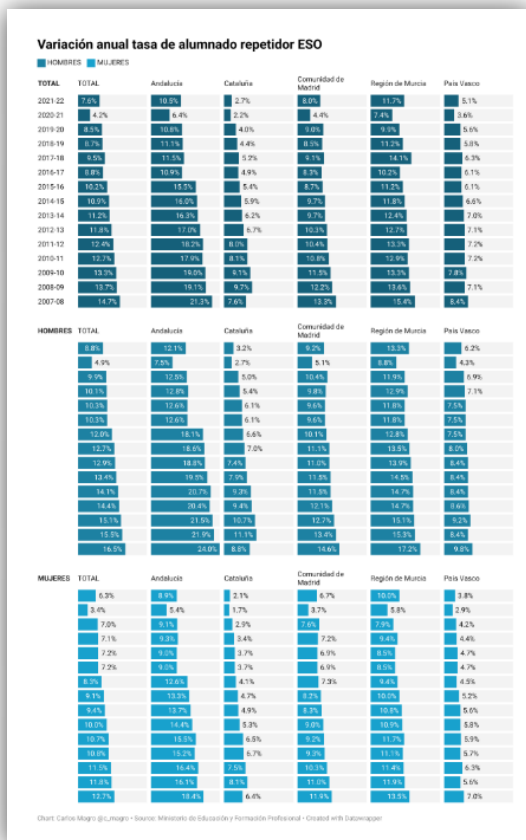 Variación anual tasa de alumnado repetidor ESO
HOMBRES MUJERES
TOTAL TOTAL Andalucía Cataluña Comunidad de Madrid Región de Murcia País Vasco
2021-22 7.8% 10.5% 2.7% 8.0% 11.7% 5.1%
2020-21 4.2% 6.4% 2.2% 4.4% 7.4% 3.6%
2019-20 8.5% 10.8% 4.0% 9.0% 9.9% 5.6%
2018-19 8.7% 11.1% 4.4% 8.5% 11.2% 5.8%
2017-18 9.5% 11.5% 5.2% 9.1% 14.1% 6.3%
2016-17 8.8% 10.9% 4.9% 8.3% 10.2% 6.1%
2015-16 10.2% 15.5% 5.4% 8.7% 11.2% 6.1%
2014-15 10.9% 16.0% 5.9% 9.7% 11.8% 6.6%
2013-14 11.2% 16.3% 6.2% 9.7% 12.4% 7.0%
2012-13 11.8% 17.0% 6.7% 10.3% 12.7% 7.1%
2011-12 12.4% 18.2% 8.0% 10.4% 13.3% 7.2%
2010-11 12.7% 17.9% 8.1% 10.8% 12.9% 7.2%
2009-10 13.3% 19.0% 9.1% 11.5% 13.3% 7.8%
2008-09 13.7% 19.1% 9.7% 12.2% 13.6% 7.1%
2007-08 14.7% 21.3% 7.6% 13.3% 15.4% 8.4%
HOMBRES TOTAL Andalucía Cataluña Comunidad de Madrid Región de Murcia País Vasco
8.8% 12.1% 3.2% 9.2% 13.3% 6.2%
4.9% 7.5% 2.7% 5.1% 8.8% 4.3%
9.9% 12.5% 5.0% 10.4% 11.9% 6.9%
10.1% 12.8% 5.4% 9.8% 12.9% 7.1%
10.3% 12.6% 6.1% 9.6% 11.8% 7.5%
10.3% 12.6% 6.1% 9.6% 11.8% 7.5%
12.0% 18.1% 6.6% 10.1% 12.8% 7.5%
12.7% 18.6% 7.0% 11.1% 13.5% 8.0%
12.9% 18.8% 7.4% 11.0% 13.9% 8.4%
13.4% 19.5% 7.9% 11.5% 14.5% 8.4%
14.1% 20.7% 9.3% 11.5% 14.7% 8.4%
14.4% 20.4% 9.4% 12.1% 14.7% 8.6%
15.1% 21.5% 10.7% 12.7% 15.1% 9.2%
15.5% 21.9% 11.1% 13.4% 15.3% 8.4%
16.5% 24.0% 8.8% 14.6% 17.2% 9.8%
MUJERES TOTAL Andalucía Cataluña Comunidad de Madrid Región de Murcia País Vasco
6.3% 8.9% 2.1% 6.7% 10.0% 3.8%
3.4% 5.4% 1.7% 3.7% 5.8% 2.9%
7.0% 9.1% 2.9% 7.6% 7.9% 4.2%
7.1% 9.3% 3.4% 7.2% 9.4% 4.4%
7.2% 9.0% 3.7% 6.9% 8.5% 4.7%
7.2% 9.0% 3.7% 6.9% 8.5% 4.7%
8.3% 12.6% 4.1% 7.3% 9.4% 4.5%
9.1% 13.3% 4.7% 8.2% 10.0% 5.2%
9.4% 13.7% 4.9% 8.3% 10.8% 5.6%
10.0% 14.4% 5.3% 9.0% 10.9% 5.8%
10.7% 15.5% 6.5% 9.2% 11.7% 5.9%
10.8% 15.2% 6.7% 9.3% 11.1% 5.7%
11.5% 16.4% 7.5% 10.3% 11.4% 6.3%
11.8% 16.1% 8.1% 11.0% 11.9% 5.6%
12.7% 18.4% 6.4% 11.9% 13.5% 7.0%
Chart: Carlos Magro @c_magro • Source: Ministerio de Educación y Formación Profesional • Created with Datawrapper